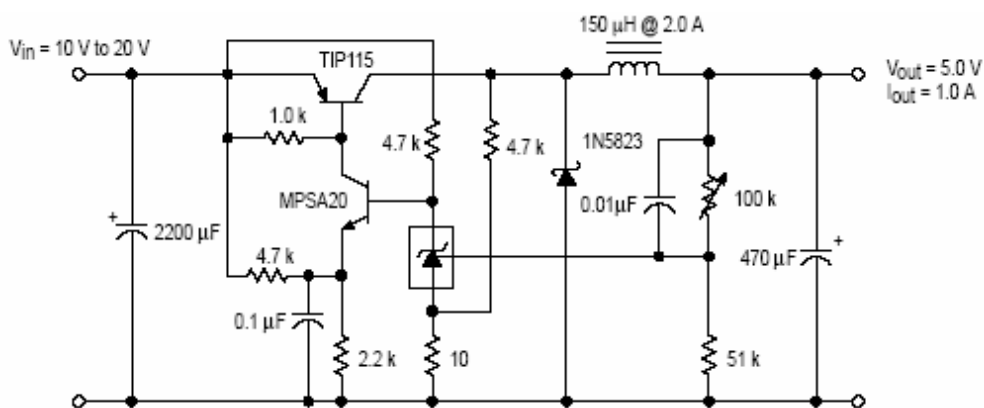 150 µH @ 2.0 A
Vin = 10 V to 20 V
TIP115
Vout = 5.0 V
Iout = 1.0 A
1.0 k
4.7 k
4.7 k
1N5823
MPSA20
0.01µF
100 k
+
2200 µF
4.7 k
470 µF
+
0.1 µF
2.2 k
10
51 k